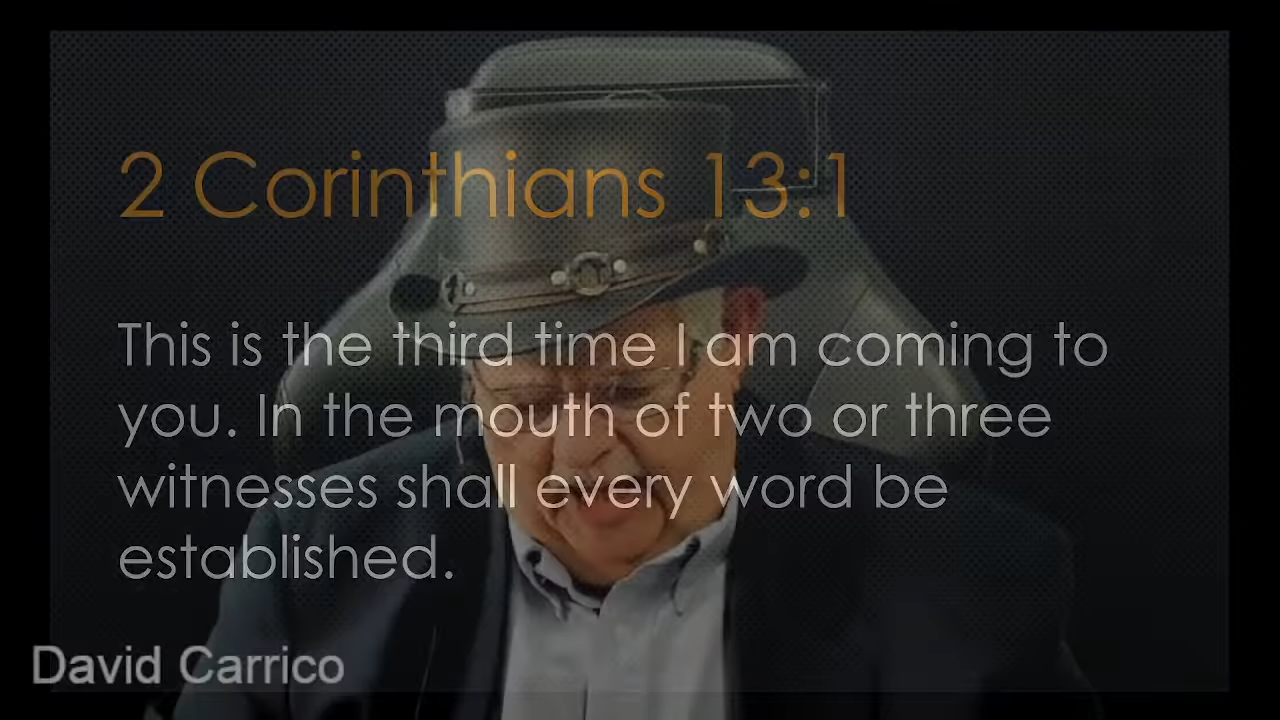 2 Corinthians 13:1
This is the third time I am coming to
you. In the mouth of two or three
witnesses shall every word be
established.
David Carrico